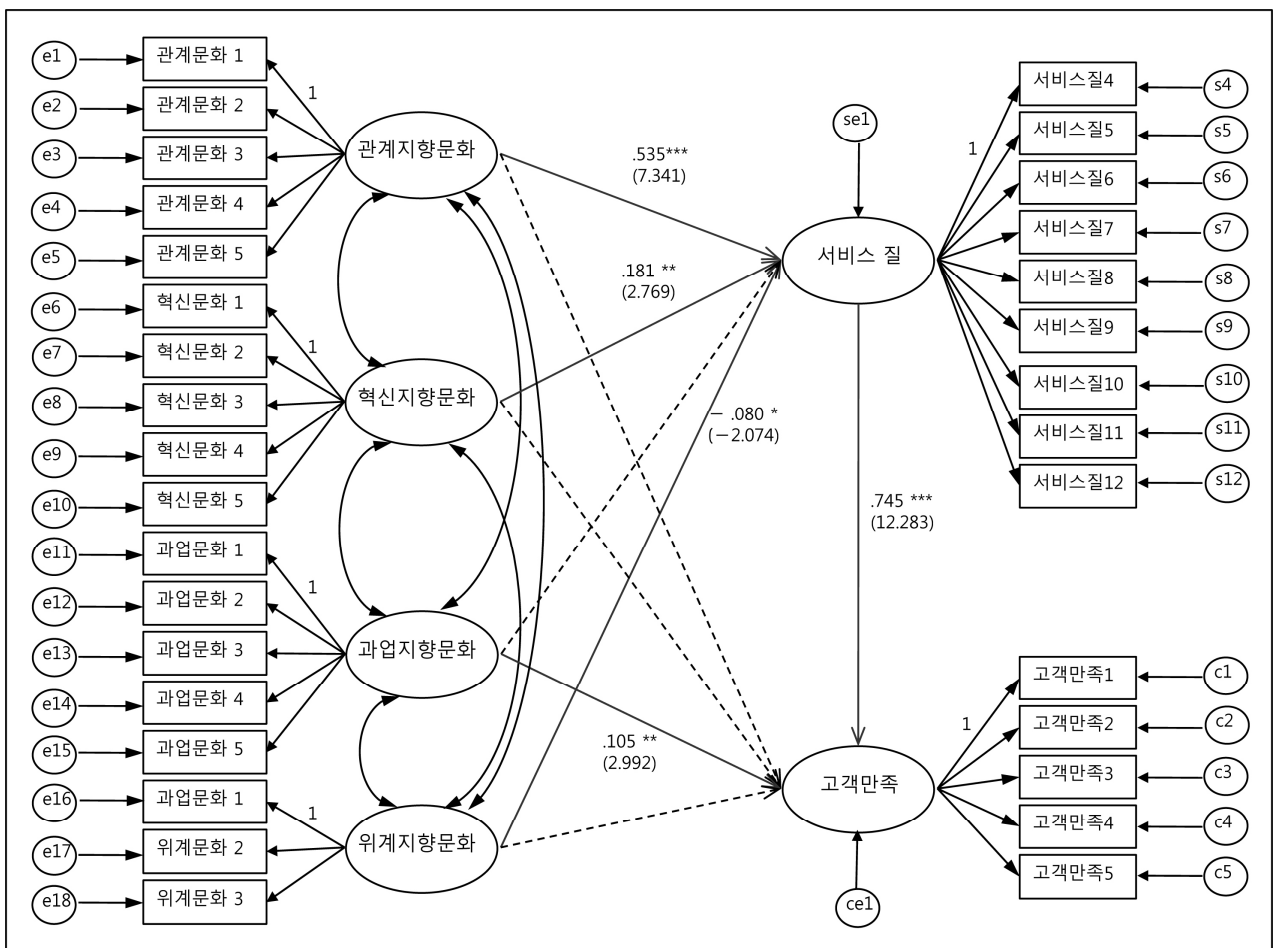 e1
관계문화 1
e2
관계문화 2
e3
관계문화 3
e4
관계문화 4
e5
관계문화 5
e6
혁신문화 1
e7
혁신문화 2
e8
혁신문화 3
e9
혁신문화 4
e10
혁신문화 5
e11
과업문화 1
e12
과업문화 2
e13
과업문화 3
e14
과업문화 4
e15
과업문화 5
e16
과업문화 1
e17
위계문화 2
e18
위계문화 3
1
1
1
1
관계지향문화
혁신지향문화
과업지향문화
위계지향문화
.535***
(7.341)
.181 **
(2.769)
− .080 *
(−2.074)
.105 **
(2.992)
se1
서비스 질
.745 ***
(12.283)
고객만족
ce1
1
서비스질4
s4
서비스질5
s5
서비스질6
s6
서비스질7
s7
서비스질8
s8
서비스질9
s9
서비스질10
s10
서비스질11
s11
서비스질12
s12
1
고객만족1
c1
고객만족2
c2
고객만족3
c3
고객만족4
c4
고객만족5
c5